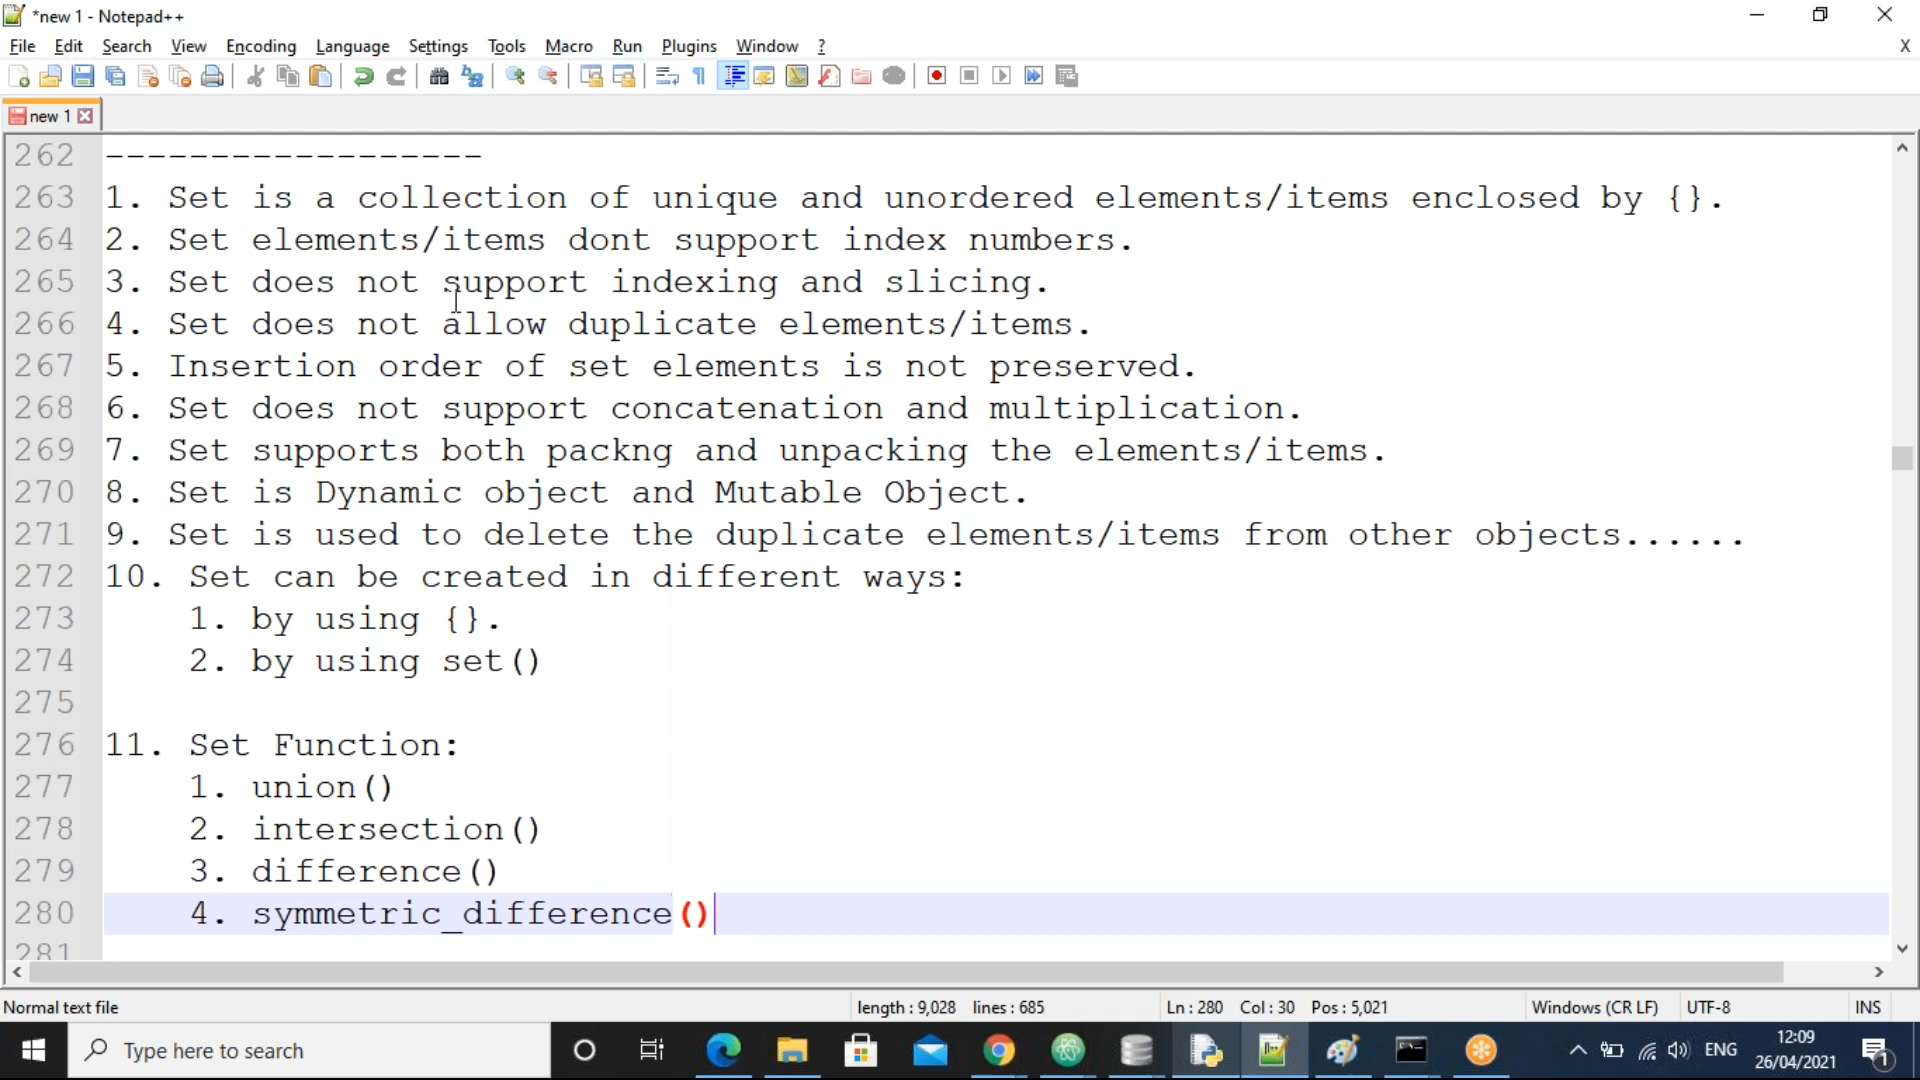 *new 1 - Notepad++
File Edit Search View Encoding Language Settings Tools Macro Run Plugins Window ? X
new 1
262 ------------------
263 1. Set is a collection of unique and unordered elements/items enclosed by {}.
264 2. Set elements/items dont support index numbers.
265 3. Set does not support indexing and slicing.
266 4. Set does not allow duplicate elements/items.
267 5. Insertion order of set elements is not preserved.
268 6. Set does not support concatenation and multiplication.
269 7. Set supports both packng and unpacking the elements/items.
270 8. Set is Dynamic object and Mutable Object.
271 9. Set is used to delete the duplicate elements/items from other objects......
272 10. Set can be created in different ways:
273 1. by using {}.
274 2. by using set()
275
276 11. Set Function:
277 1. union()
278 2. intersection()
279 3. difference()
280 4. symmetric_difference()
281
Normal text file length : 9,028 lines : 685 Ln : 280 Col : 30 Pos : 5,021 Windows (CR LF) UTF-8 INS
Type here to search ENG 12:09
26/04/2021 1